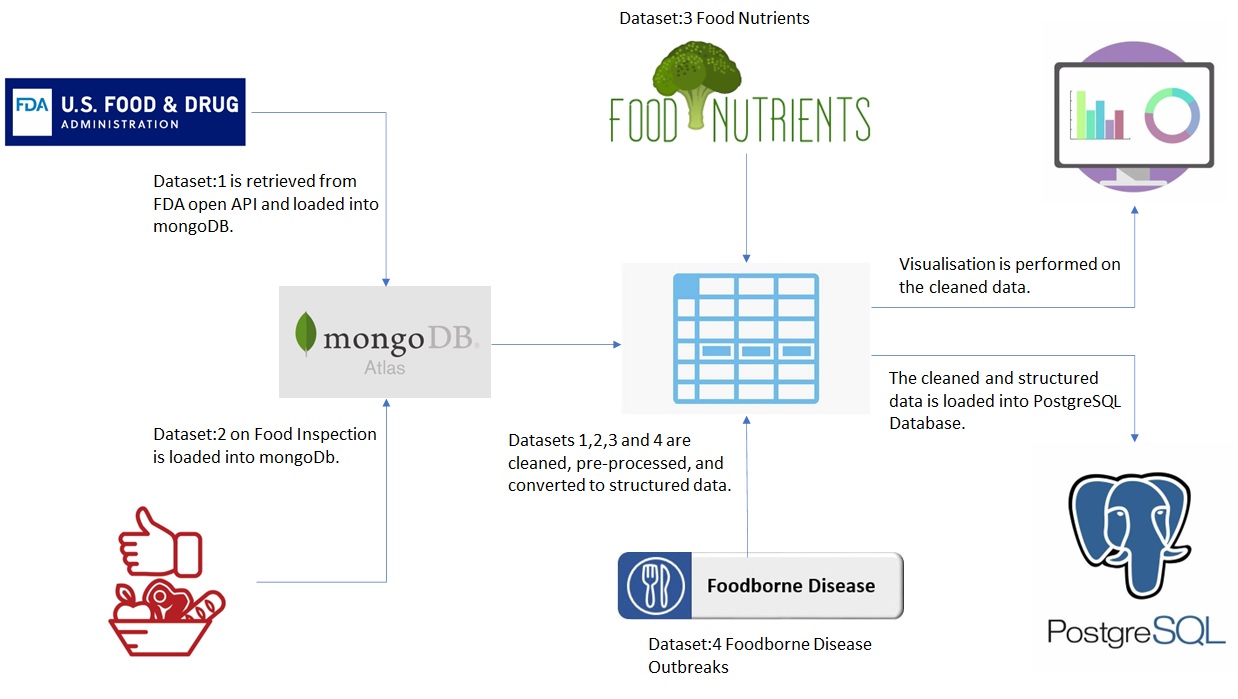 Dataset:3 Food Nutrients
FDA U.S. FOOD & DRUG
ADMINISTRATION
FOOD NUTRIENTS
Dataset:1 is retrieved from
FDA open API and loaded into
mongoDB.
Visualisation is performed on
the cleaned data.
mongoDB®
Atlas
The cleaned and structured
data is loaded into PostgreSQL
Database.
Dataset:2 on Food Inspection
is loaded into mongoDb.
Datasets 1,2,3 and 4 are
cleaned, pre-processed, and
converted to structured data.
Foodborne Disease
Dataset:4 Foodborne Disease
Outbreaks
PostgreSQL